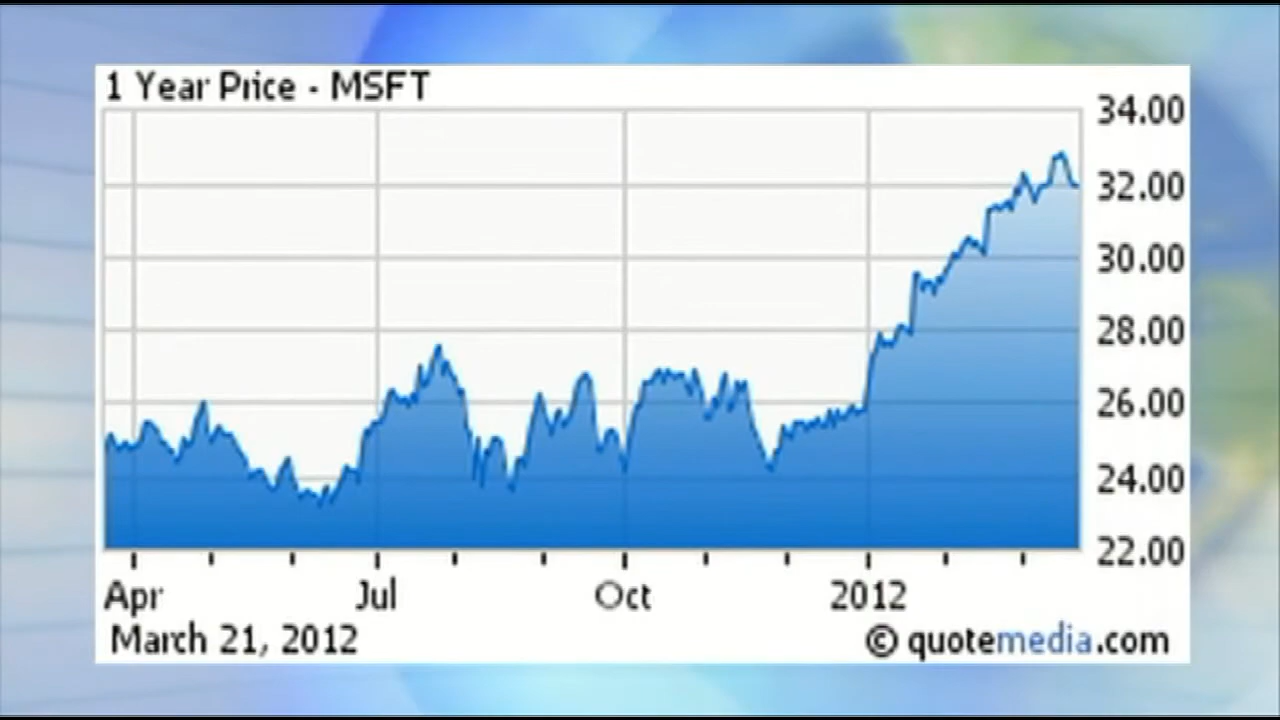 1 Year Price - MSFT
34.00
32.00
30.00
28.00
26.00
24.00
22.00
Apr Jul Oct 2012
March 21, 2012 © quotemedia.com